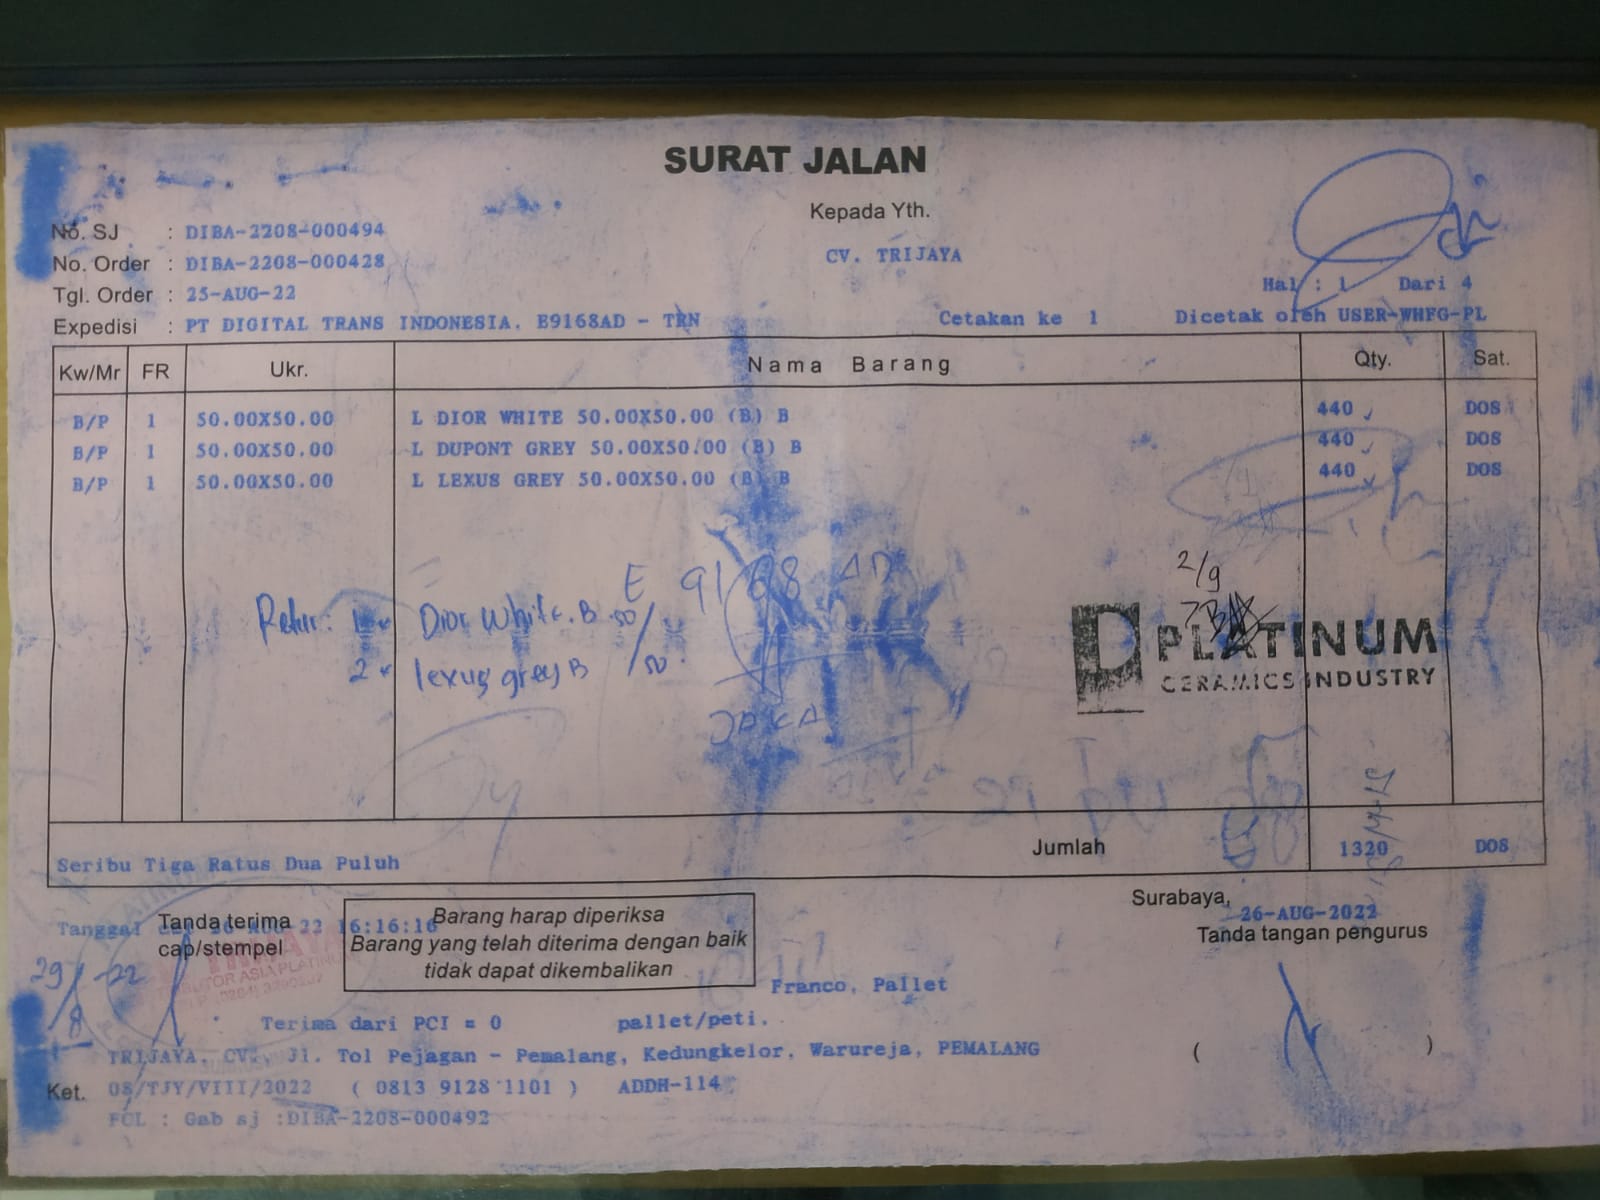 SURAT JALAN
Kepada Yth.
CV. TRIJAYA
No. SJ : DIBA-2208-000494
No. Order : DIBA-2208-000428
Tgl. Order : 25-AUG-22
Expedisi : PT DIGITAL TRANS INDONESIA. E9168AD - TRN
Hal : 1 Dari 4
Cetakan ke 1 Dicetak oleh USER-WHFG-PL
Kw/Mr FR Ukr. Nama Barang Qty. Sat.
B/P 1 50.00X50.00 L DIOR WHITE 50.00X50.00 (B) B 440 DOS
B/P 1 50.00X50.00 L DUPONT GREY 50.00X50.00 (B) B 440 DOS
B/P 1 50.00X50.00 L LEXUS GREY 50.00X50.00 (B) B 440 DOS
E 9168 AD
2/9
Retur: 1 Dior White. B 50/
2 lexus grey B /50
JAKA
PLATINUM
CERAMICS INDUSTRY
Jumlah 1320 DOS
Seribu Tiga Ratus Dua Puluh
Surabaya, 26-AUG-2022
Tanggal 22 16:16:16
Tanda terima
cap/stempel
Barang harap diperiksa
Barang yang telah diterima dengan baik
tidak dapat dikembalikan
Tanda tangan pengurus
29/8-22
Franco, Pallet
Terima dari PCI = 0 pallet/peti.
TRIJAYA. CV., Jl. Tol Pejagan - Pemalang, Kedungkelor, Warureja, PEMALANG
( )
Ket. 08/TJY/VIII/2022 ( 0813 9128 1101 ) ADDH-114
FCL : Gab sj :DIBA-2208-000492